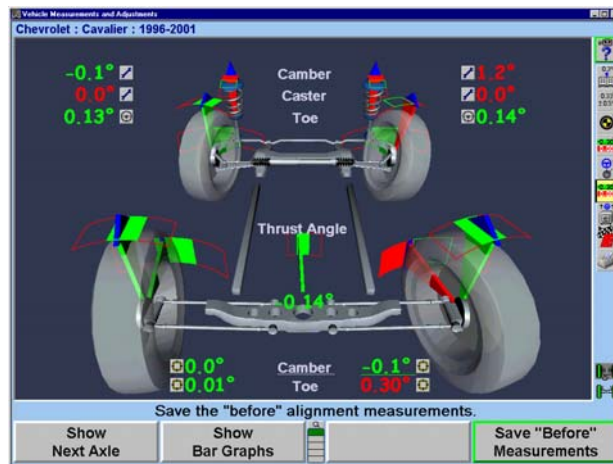 Vehicle Measurements and Adjustments
Chevrolet : Cavalier : 1996-2001
-0.1° Camber 1.2°
0.0° Caster 0.0°
0.13° Toe 0.14°
Thrust Angle
-0.14°
0.0° Camber -0.1°
0.01° Toe 0.30°
Save the "before" alignment measurements.
Show Next Axle
Show Bar Graphs
Save "Before" Measurements